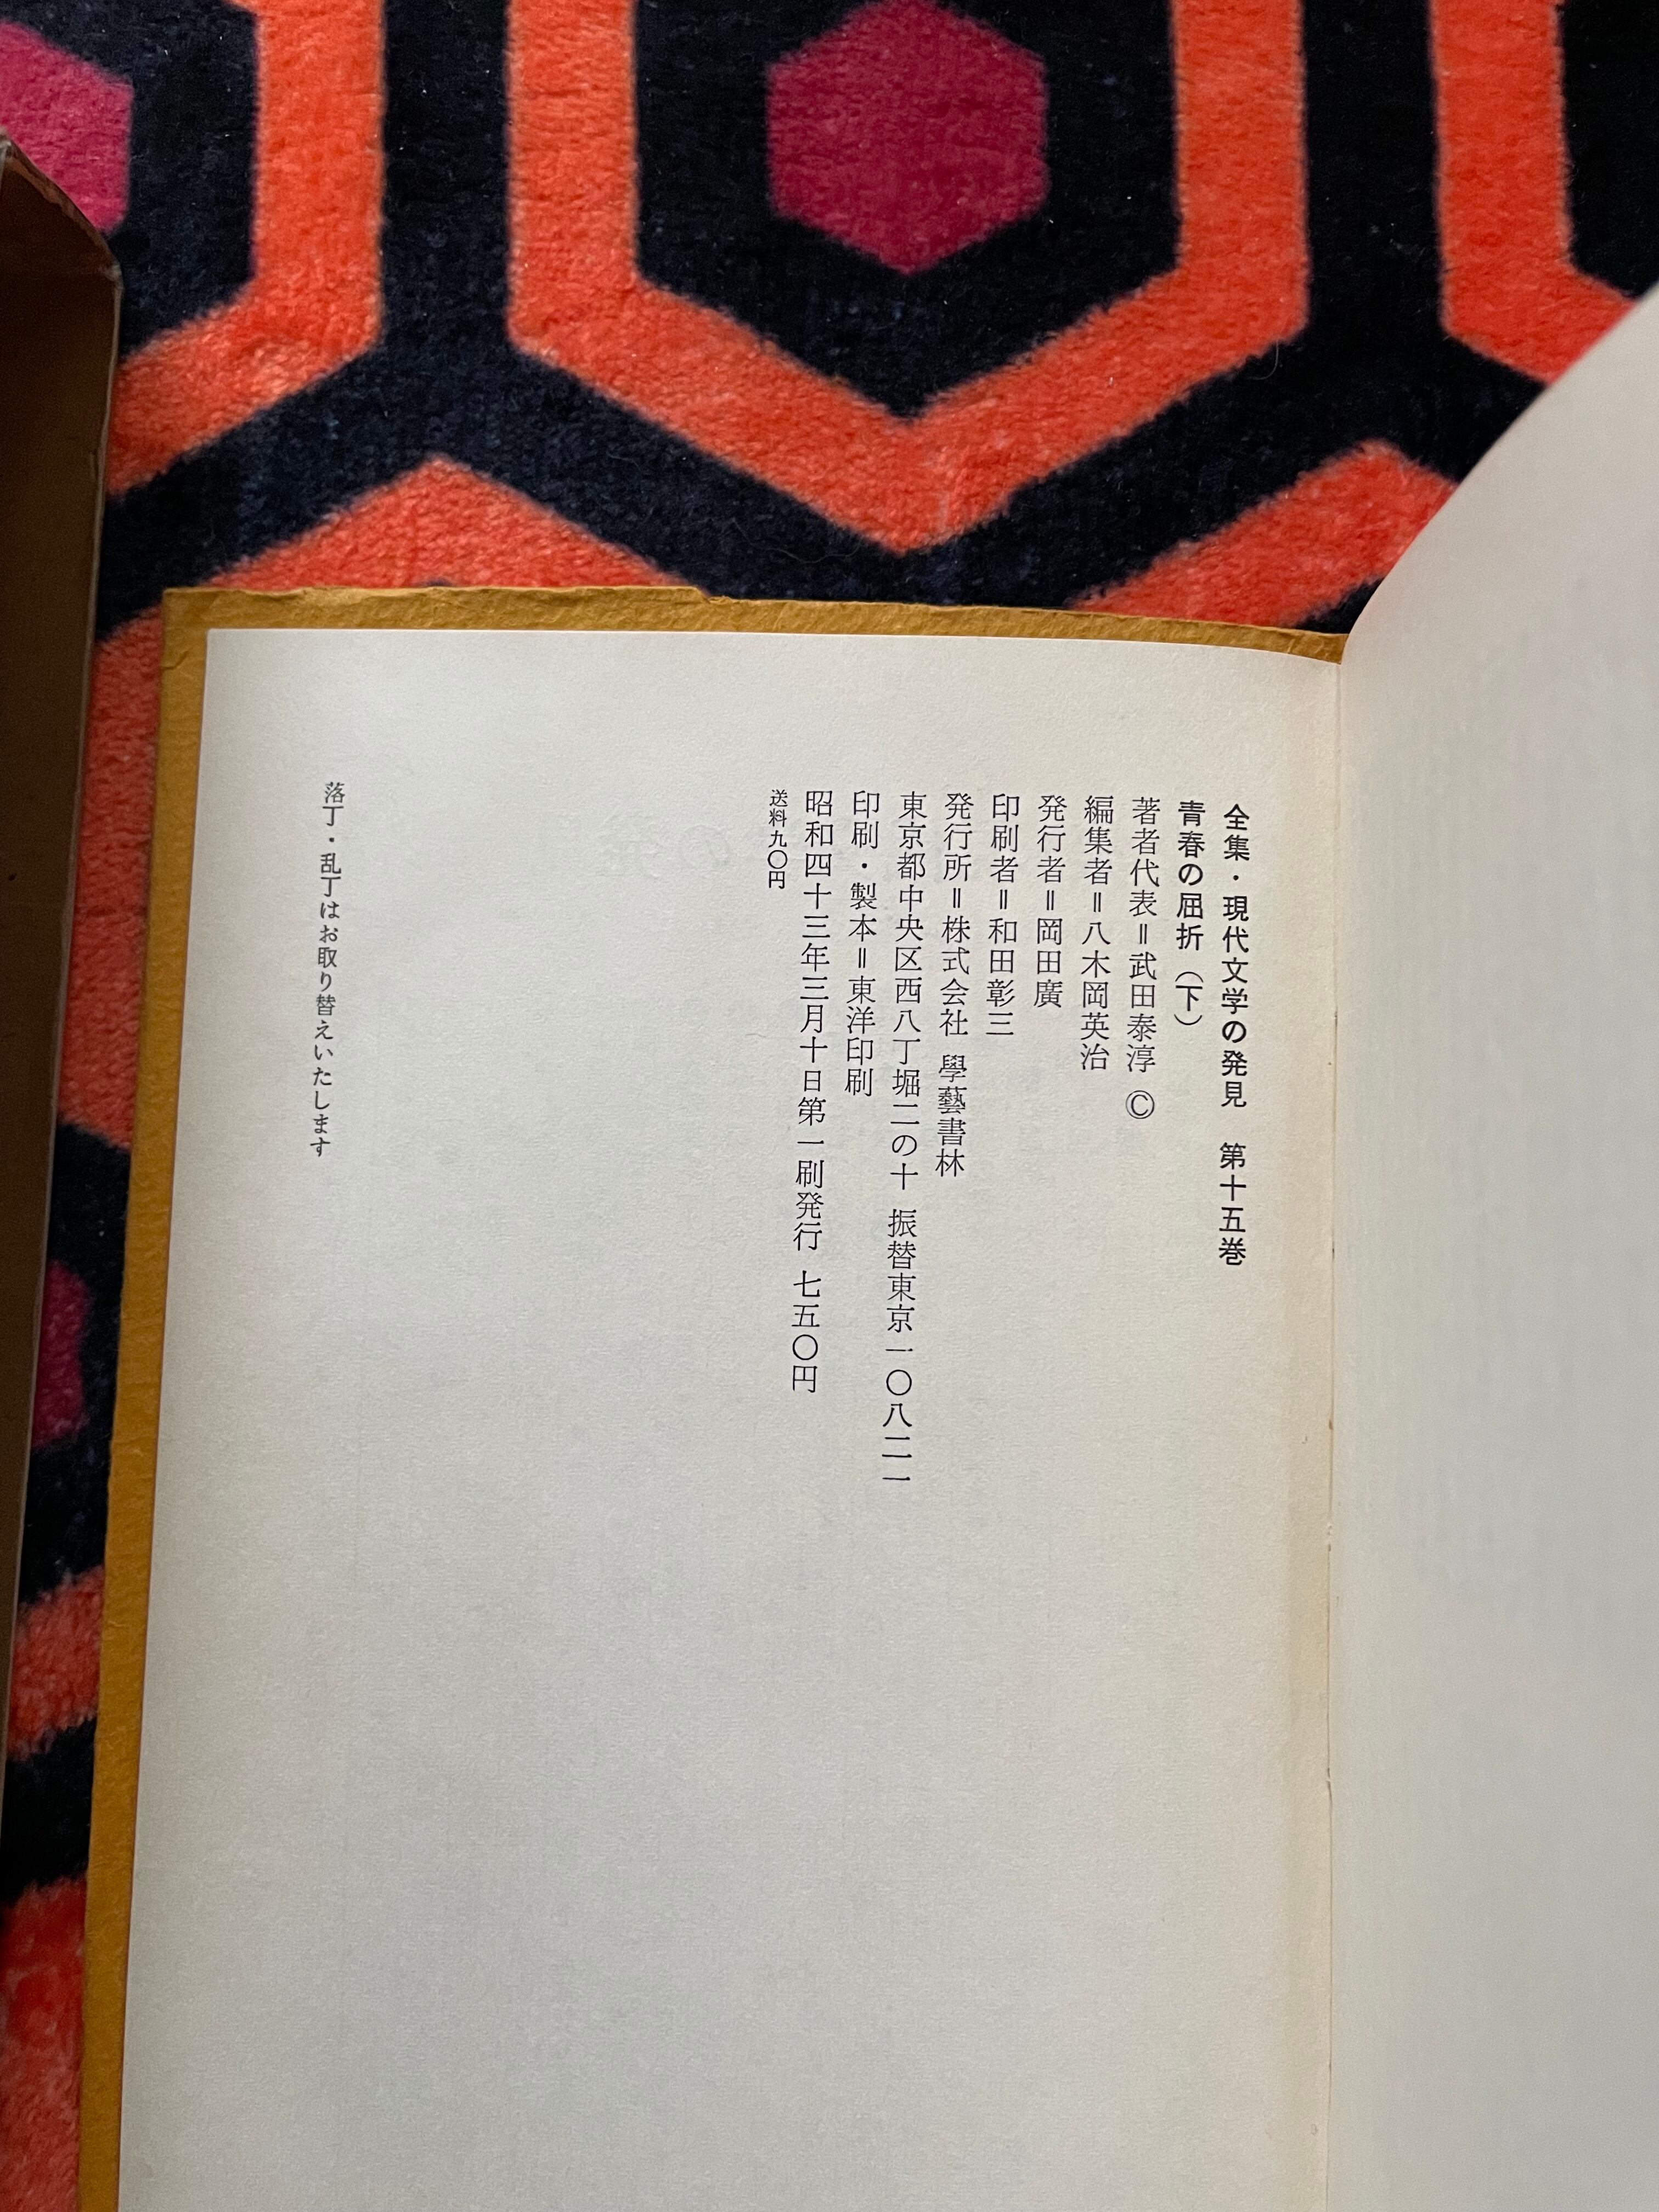 全集・現代文学の発見　第十五巻
青春の屈折（下）
著者代表＝武田泰淳 Ⓒ
編集者＝八木岡英治
発行者＝岡田廣
印刷者＝和田彰三
発行所＝株式会社 學藝書林
東京都中央区西八丁堀二の十 振替東京一〇八二一
印刷・製本＝東洋印刷
昭和四十三年三月十日第一刷発行 七五〇円
送料九〇円
落丁・乱丁はお取り替えいたします